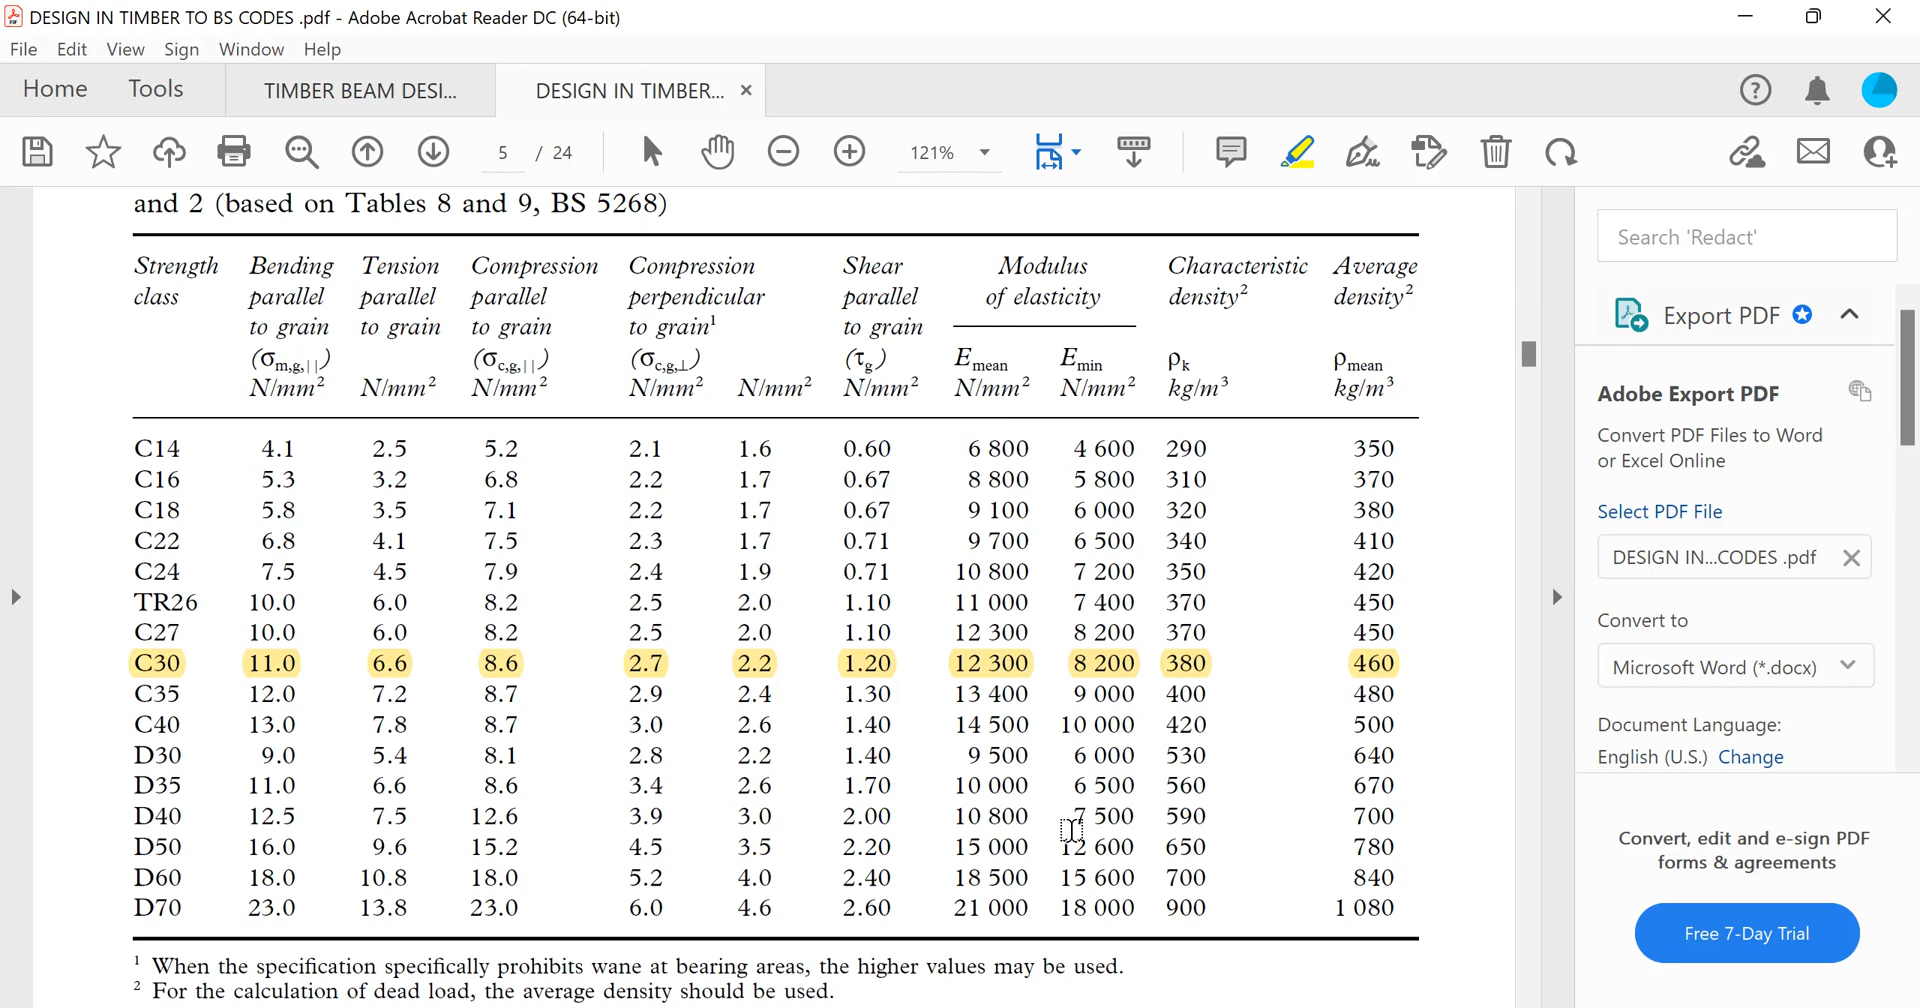 DESIGN IN TIMBER TO BS CODES .pdf - Adobe Acrobat Reader DC (64-bit)
File Edit View Sign Window Help
Home Tools TIMBER BEAM DESI... DESIGN IN TIMBER... ×
5 / 24 121%
and 2 (based on Tables 8 and 9, BS 5268)
Strength Bending Tension Compression Compression Shear Modulus Characteristic Average
class parallel parallel parallel perpendicular parallel of elasticity density² density²
to grain to grain to grain to grain¹ to grain
(σm,g,||) (σc,g,||) (σc,g,⊥) (τg) Emean Emin ρk ρmean
N/mm² N/mm² N/mm² N/mm² N/mm² N/mm² N/mm² N/mm² kg/m³ kg/m³
C14 4.1 2.5 5.2 2.1 1.6 0.60 6 800 4 600 290 350
C16 5.3 3.2 6.8 2.2 1.7 0.67 8 800 5 800 310 370
C18 5.8 3.5 7.1 2.2 1.7 0.67 9 100 6 000 320 380
C22 6.8 4.1 7.5 2.3 1.7 0.71 9 700 6 500 340 410
C24 7.5 4.5 7.9 2.4 1.9 0.71 10 800 7 200 350 420
TR26 10.0 6.0 8.2 2.5 2.0 1.10 11 000 7 400 370 450
C27 10.0 6.0 8.2 2.5 2.0 1.10 12 300 8 200 370 450
C30 11.0 6.6 8.6 2.7 2.2 1.20 12 300 8 200 380 460
C35 12.0 7.2 8.7 2.9 2.4 1.30 13 400 9 000 400 480
C40 13.0 7.8 8.7 3.0 2.6 1.40 14 500 10 000 420 500
D30 9.0 5.4 8.1 2.8 2.2 1.40 9 500 6 000 530 640
D35 11.0 6.6 8.6 3.4 2.6 1.70 10 000 6 500 560 670
D40 12.5 7.5 12.6 3.9 3.0 2.00 10 800 7 500 590 700
D50 16.0 9.6 15.2 4.5 3.5 2.20 15 000 12 600 650 780
D60 18.0 10.8 18.0 5.2 4.0 2.40 18 500 15 600 700 840
D70 23.0 13.8 23.0 6.0 4.6 2.60 21 000 18 000 900 1 080
¹ When the specification specifically prohibits wane at bearing areas, the higher values may be used.
² For the calculation of dead load, the average density should be used.
Search 'Redact'
Export PDF
Adobe Export PDF
Convert PDF Files to Word
or Excel Online
Select PDF File
DESIGN IN...CODES .pdf
Convert to
Microsoft Word (*.docx)
Document Language:
English (U.S.) Change
Convert, edit and e-sign PDF
forms & agreements
Free 7-Day Trial